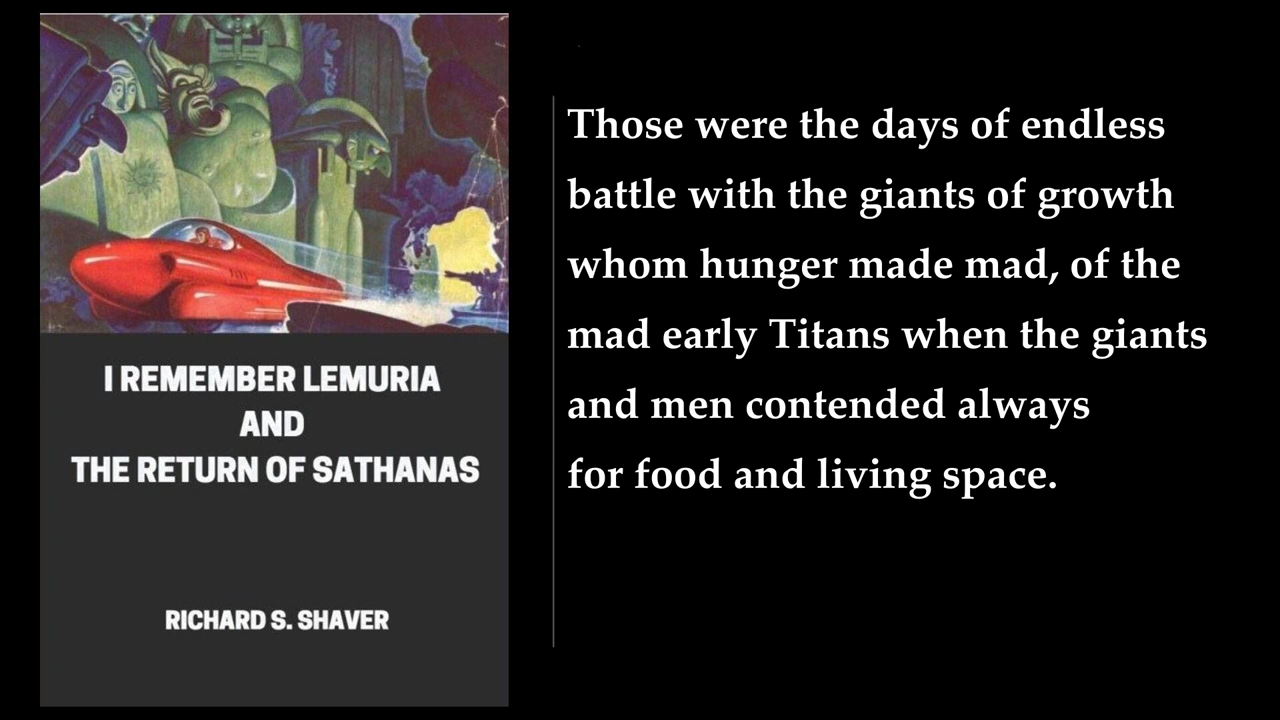 I REMEMBER LEMURIA
AND
THE RETURN OF SATHANAS
RICHARD S. SHAVER
Those were the days of endless
battle with the giants of growth
whom hunger made mad, of the
mad early Titans when the giants
and men contended always
for food and living space.